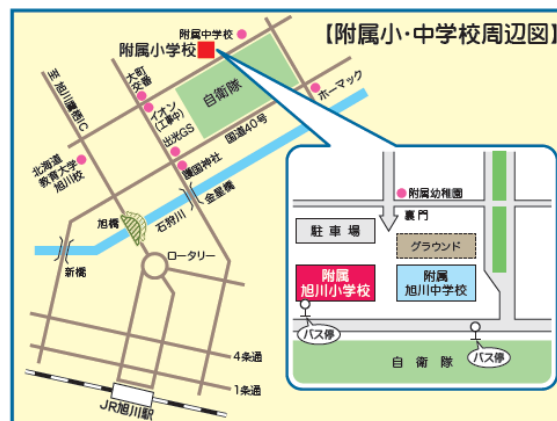 【附属小・中学校周辺図】
附属中学校
附属小学校
大町
交番
至 旭川鷹栖IC
イオン
(工事中)
出光GS
自衛隊
ホーマック
国道40号
北海道
教育大学
旭川校
護国神社
金星橋
石狩川
旭橋
新橋
ロータリー
4条通
1条通
JR旭川駅
附属幼稚園
裏門
駐車場
グラウンド
附属
旭川小学校
附属
旭川中学校
バス停
バス停
自衛隊